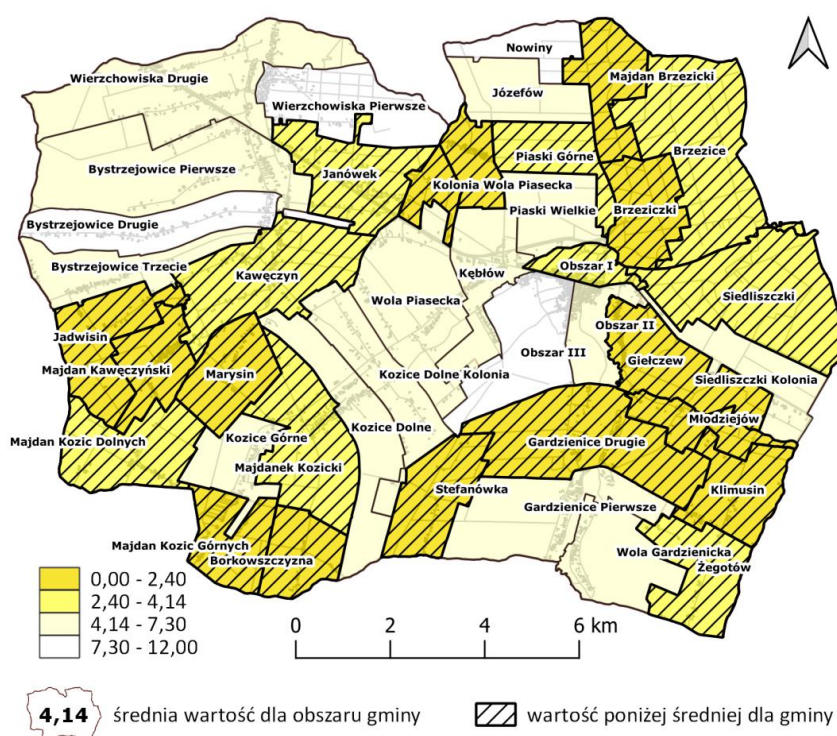 Nowiny
Wierzchowiska Drugie
Majdan Brzezicki
Józefów
Wierzchowiska Pierwsze
Piaski Górne
Brzezice
Bystrzejowice Pierwsze
Janówek
Kolonia Wola Piasecka
Piaski Wielkie
Brzeziczki
Bystrzejowice Drugie
Bystrzejowice Trzecie
Kawęczyn
Kębłów
Obszar I
Wola Piasecka
Siedliszczki
Jadwisin
Obszar II
Majdan Kawęczyński
Marysin
Obszar III
Giełczew
Kozice Dolne Kolonia
Siedliszczki Kolonia
Młodziejów
Kozice Dolne
Majdan Kozic Dolnych
Kozice Górne
Gardzienice Drugie
Majdanek Kozicki
Stefanówka
Klimusin
Gardzienice Pierwsze
Majdan Kozic Górnych
Borkowszczyzna
Wola Gardzienicka
Żegotów
0,00 - 2,40
2,40 - 4,14
4,14 - 7,30
7,30 - 12,00
0 2 4 6 km
4,14 średnia wartość dla obszaru gminy
wartość poniżej średniej dla gminy